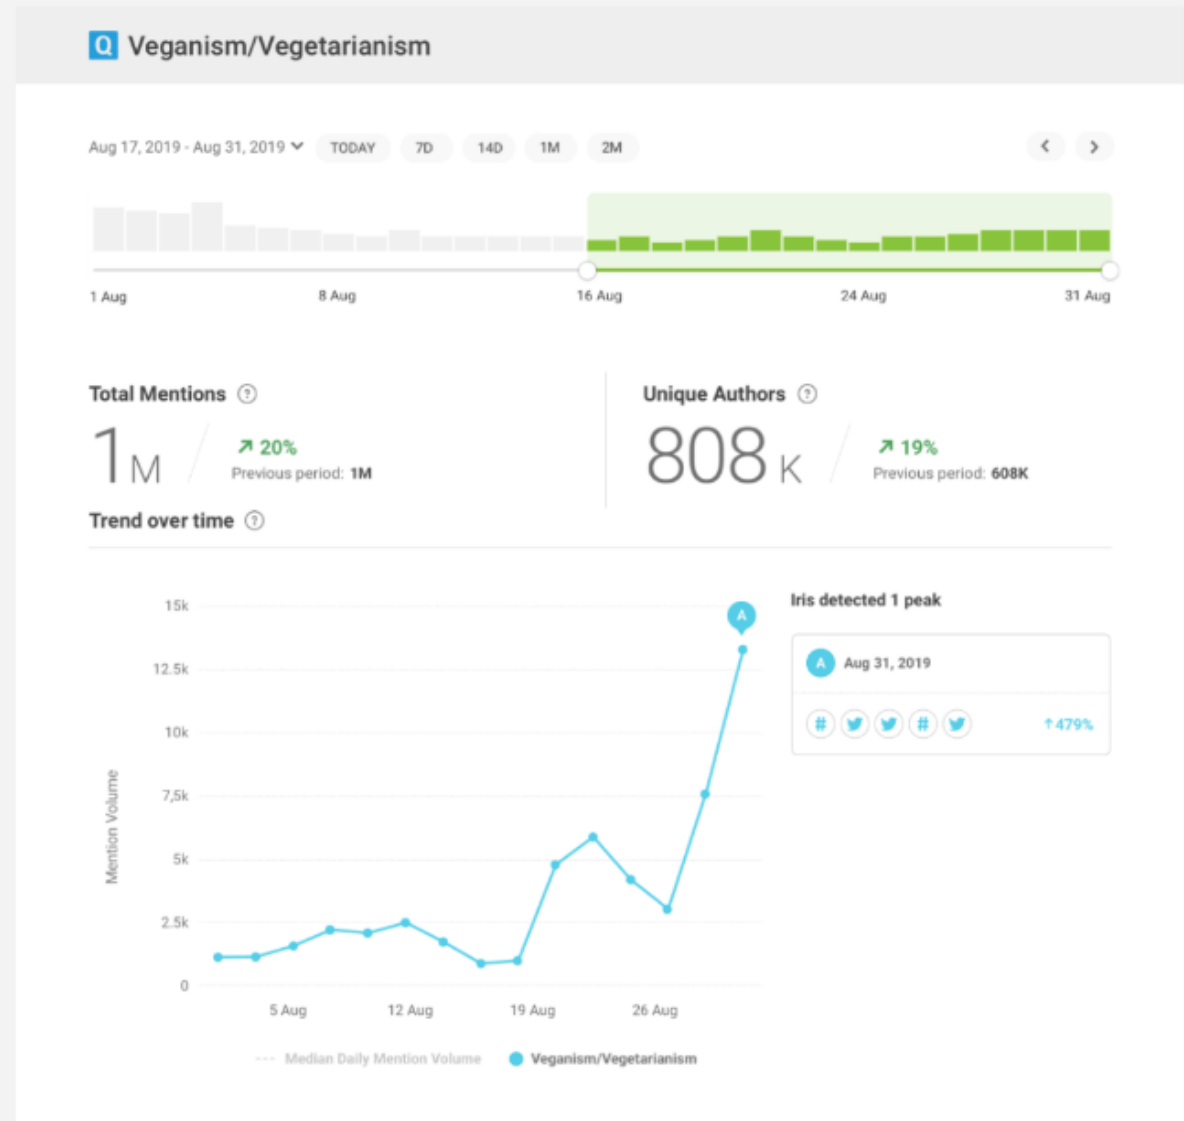 Q Veganism/Vegetarianism
Aug 17, 2019 - Aug 31, 2019 TODAY 7D 14D 1M 2M
1 Aug 8 Aug 16 Aug 24 Aug 31 Aug
Total Mentions ?
1 M
20%
Previous period: 1M
Unique Authors ?
808 K
19%
Previous period: 608K
Trend over time ?
Mention Volume
15k
12.5k
10k
7,5k
5k
2.5k
0
A
5 Aug 12 Aug 19 Aug 26 Aug
--- Median Daily Mention Volume Veganism/Vegetarianism
Iris detected 1 peak
A Aug 31, 2019
# # ↑479%